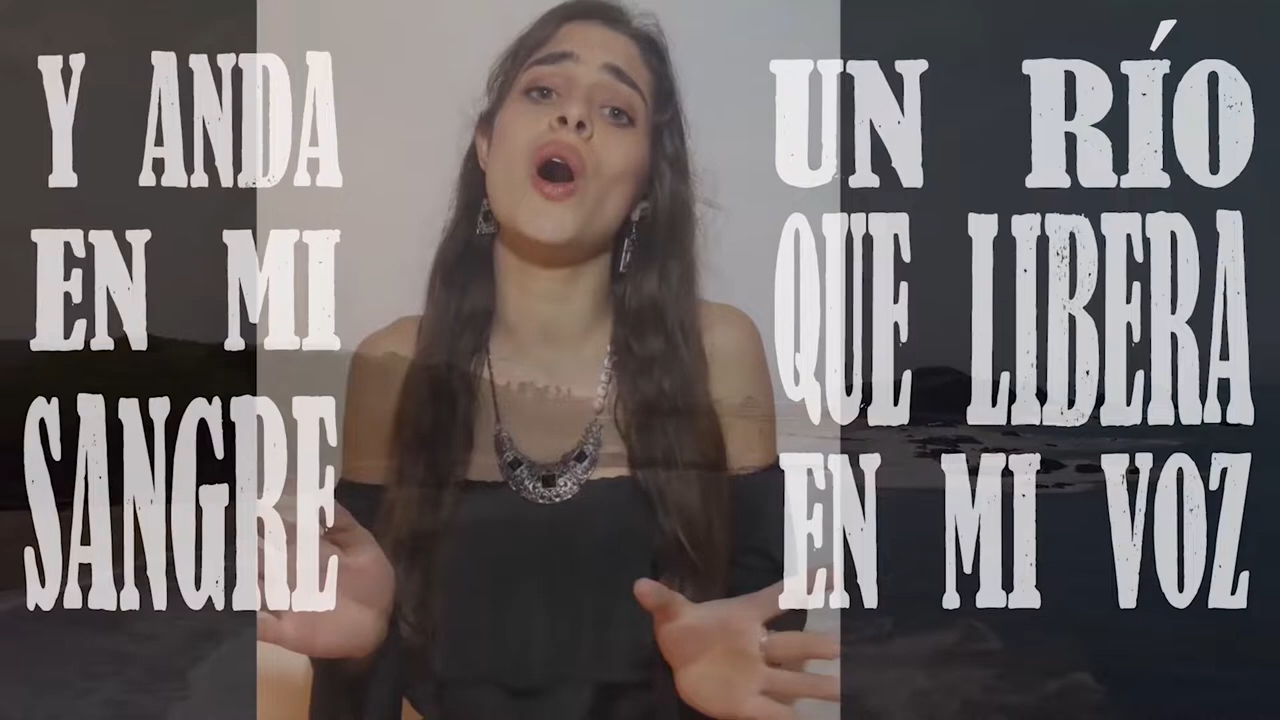 Y ANDA
EN MI
SANGRE
UN RÍO
QUE LIBERA
EN MI VOZ